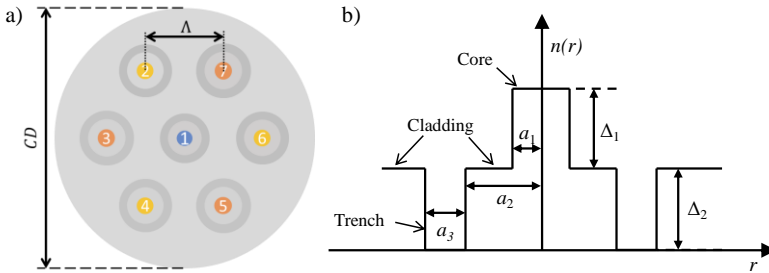 a)
CD
Λ
2
7
3
1
6
4
5
b)
n(r)
Core
Cladding
a1
Δ1
a2
Trench
a3
Δ2
r